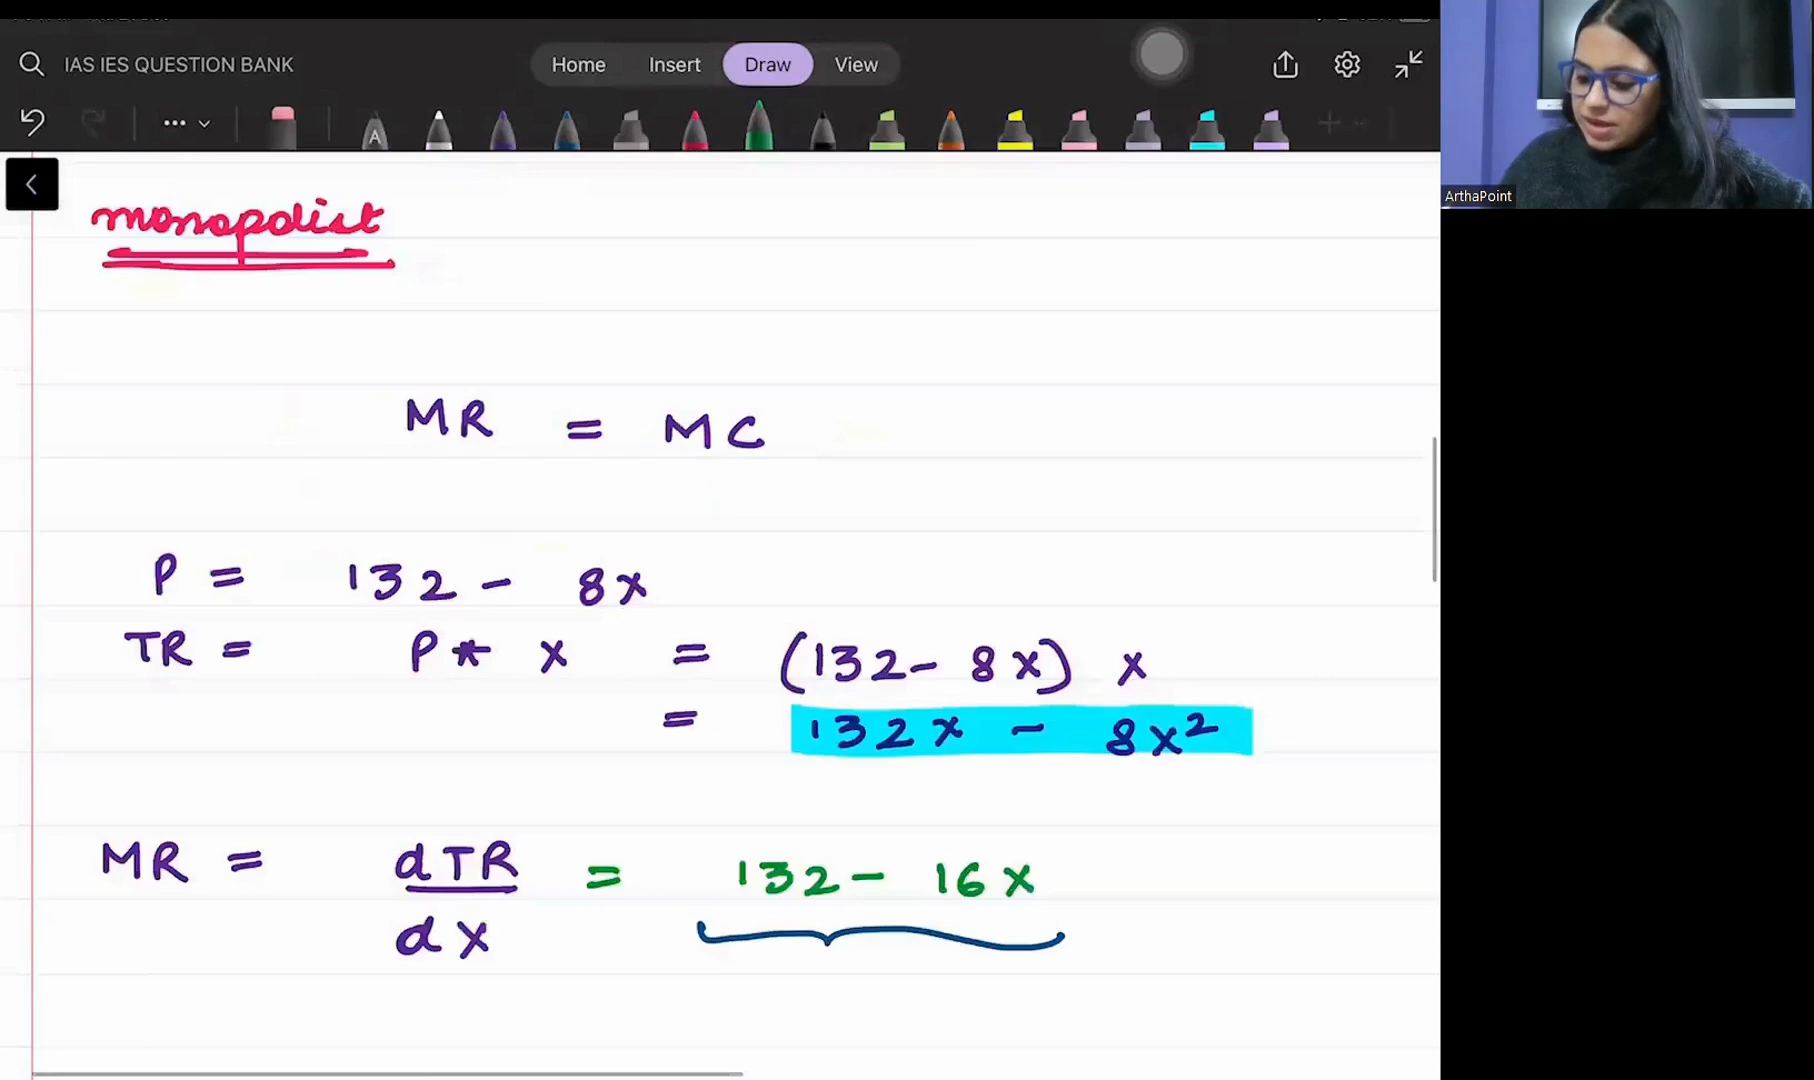 IAS IES QUESTION BANK
Home Insert Draw View
A
ArthaPoint
monopolist
MR = MC
P = 132 - 8x
TR = P * x = (132 - 8x) x
= 132x - 8x²
MR = dTR/dx = 132 - 16x